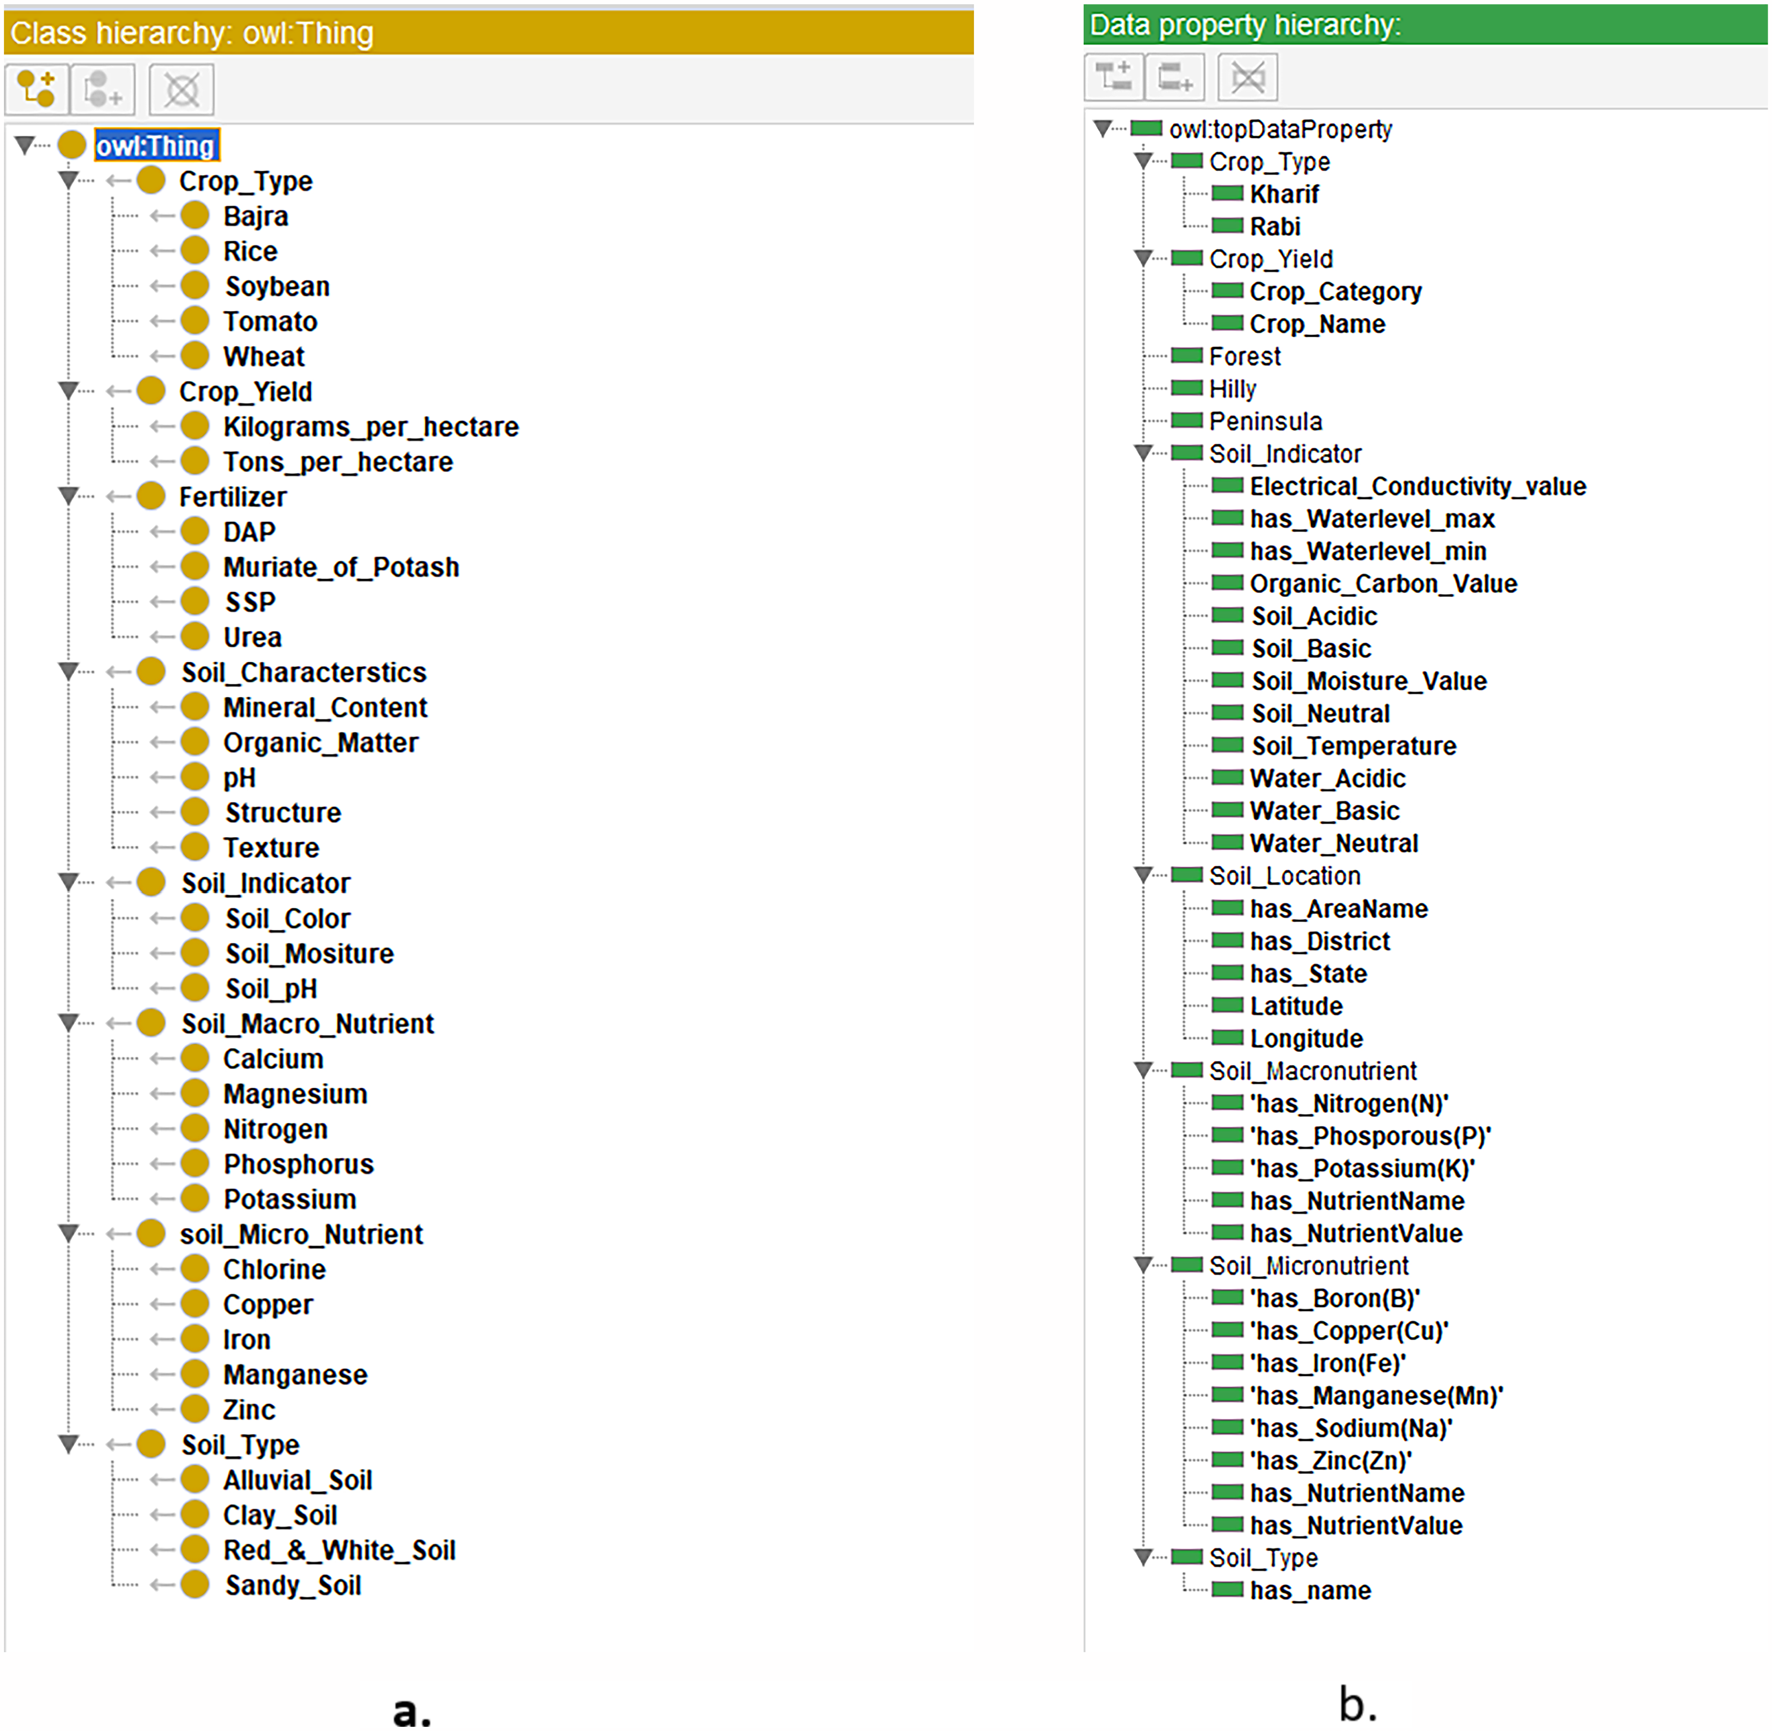 Class hierarchy: owl:Thing
owl:Thing
Crop_Type
Bajra
Rice
Soybean
Tomato
Wheat
Crop_Yield
Kilograms_per_hectare
Tons_per_hectare
Fertilizer
DAP
Muriate_of_Potash
SSP
Urea
Soil_Characterstics
Mineral_Content
Organic_Matter
pH
Structure
Texture
Soil_Indicator
Soil_Color
Soil_Mositure
Soil_pH
Soil_Macro_Nutrient
Calcium
Magnesium
Nitrogen
Phosphorus
Potassium
soil_Micro_Nutrient
Chlorine
Copper
Iron
Manganese
Zinc
Soil_Type
Alluvial_Soil
Clay_Soil
Red_&_White_Soil
Sandy_Soil
a.
Data property hierarchy:
owl:topDataProperty
Crop_Type
Kharif
Rabi
Crop_Yield
Crop_Category
Crop_Name
Forest
Hilly
Peninsula
Soil_Indicator
Electrical_Conductivity_value
has_Waterlevel_max
has_Waterlevel_min
Organic_Carbon_Value
Soil_Acidic
Soil_Basic
Soil_Moisture_Value
Soil_Neutral
Soil_Temperature
Water_Acidic
Water_Basic
Water_Neutral
Soil_Location
has_AreaName
has_District
has_State
Latitude
Longitude
Soil_Macronutrient
'has_Nitrogen(N)'
'has_Phosporous(P)'
'has_Potassium(K)'
has_NutrientName
has_NutrientValue
Soil_Micronutrient
'has_Boron(B)'
'has_Copper(Cu)'
'has_Iron(Fe)'
'has_Manganese(Mn)'
'has_Sodium(Na)'
'has_Zinc(Zn)'
has_NutrientName
has_NutrientValue
Soil_Type
has_name
b.